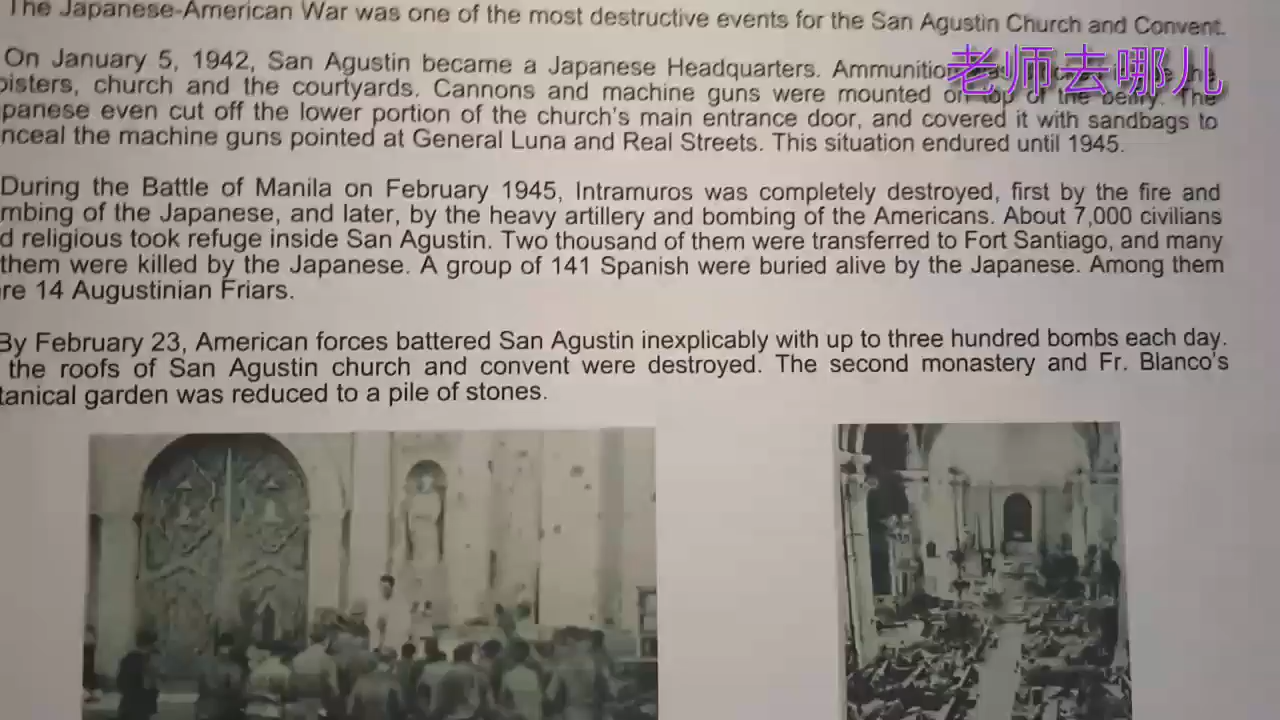 The Japanese-American War was one of the most destructive events for the San Agustin Church and Convent.
老师去哪儿
On January 5, 1942, San Agustin became a Japanese Headquarters. Ammunition the
oisters, church and the courtyards. Cannons and machine guns were mounted on top of the belfry. The
panese even cut off the lower portion of the church's main entrance door, and covered it with sandbags to
nceal the machine guns pointed at General Luna and Real Streets. This situation endured until 1945.
During the Battle of Manila on February 1945, Intramuros was completely destroyed, first by the fire and
mbing of the Japanese, and later, by the heavy artillery and bombing of the Americans. About 7,000 civilians
d religious took refuge inside San Agustin. Two thousand of them were transferred to Fort Santiago, and many
them were killed by the Japanese. A group of 141 Spanish were buried alive by the Japanese. Among them
re 14 Augustinian Friars.
By February 23, American forces battered San Agustin inexplicably with up to three hundred bombs each day.
the roofs of San Agustin church and convent were destroyed. The second monastery and Fr. Blanco's
tanical garden was reduced to a pile of stones.